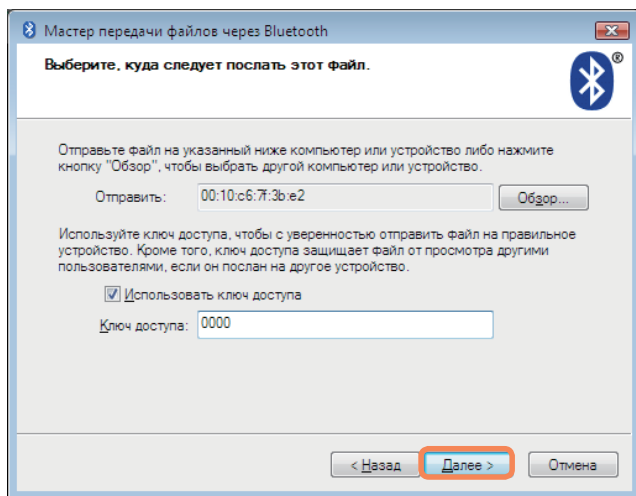 Мастер передачи файлов через Bluetooth
Выберите, куда следует послать этот файл.
®
Отправьте файл на указанный ниже компьютер или устройство либо нажмите
кнопку "Обзор", чтобы выбрать другой компьютер или устройство.
Отправить: 00:10:c6:7f:3b:e2 Обзор...
Используйте ключ доступа, чтобы с уверенностью отправить файл на правильное
устройство. Кроме того, ключ доступа защищает файл от просмотра другими
пользователями, если он послан на другое устройство.
Использовать ключ доступа
Ключ доступа: 0000
< Назад Далее > Отмена